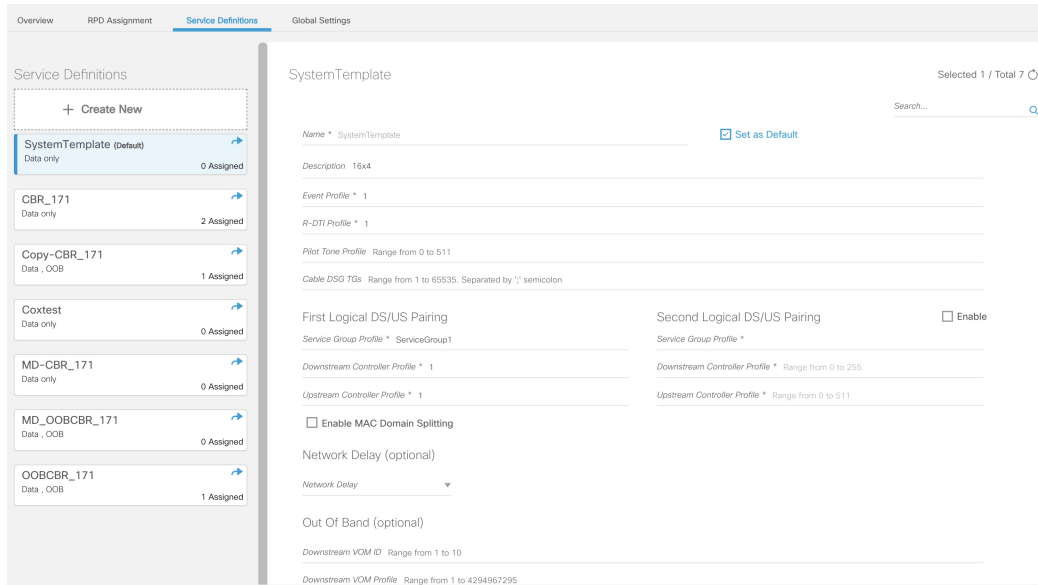 Overview RPD Assignment Service Definitions Global Settings
Service Definitions
+ Create New
SystemTemplate (Default)
Data only
0 Assigned
CBR_171
Data only
2 Assigned
Copy-CBR_171
Data , OOB
1 Assigned
Coxtest
Data only
0 Assigned
MD-CBR_171
Data only
0 Assigned
MD_OOBCBR_171
Data , OOB
0 Assigned
OOBCBR_171
Data , OOB
1 Assigned
SystemTemplate
Selected 1 / Total 7
Search...
Name * SystemTemplate
Set as Default
Description 16x4
Event Profile * 1
R-DTI Profile * 1
Pilot Tone Profile Range from 0 to 511
Cable DSG TGs Range from 1 to 65535. Separated by ';' semicolon
First Logical DS/US Pairing
Service Group Profile * ServiceGroup1
Downstream Controller Profile * 1
Upstream Controller Profile * 1
Second Logical DS/US Pairing
Enable
Service Group Profile *
Downstream Controller Profile * Range from 0 to 255
Upstream Controller Profile * Range from 0 to 511
Enable MAC Domain Splitting
Network Delay (optional)
Network Delay
Out Of Band (optional)
Downstream VOM ID Range from 1 to 10
Downstream VOM Profile Range from 1 to 4294967295